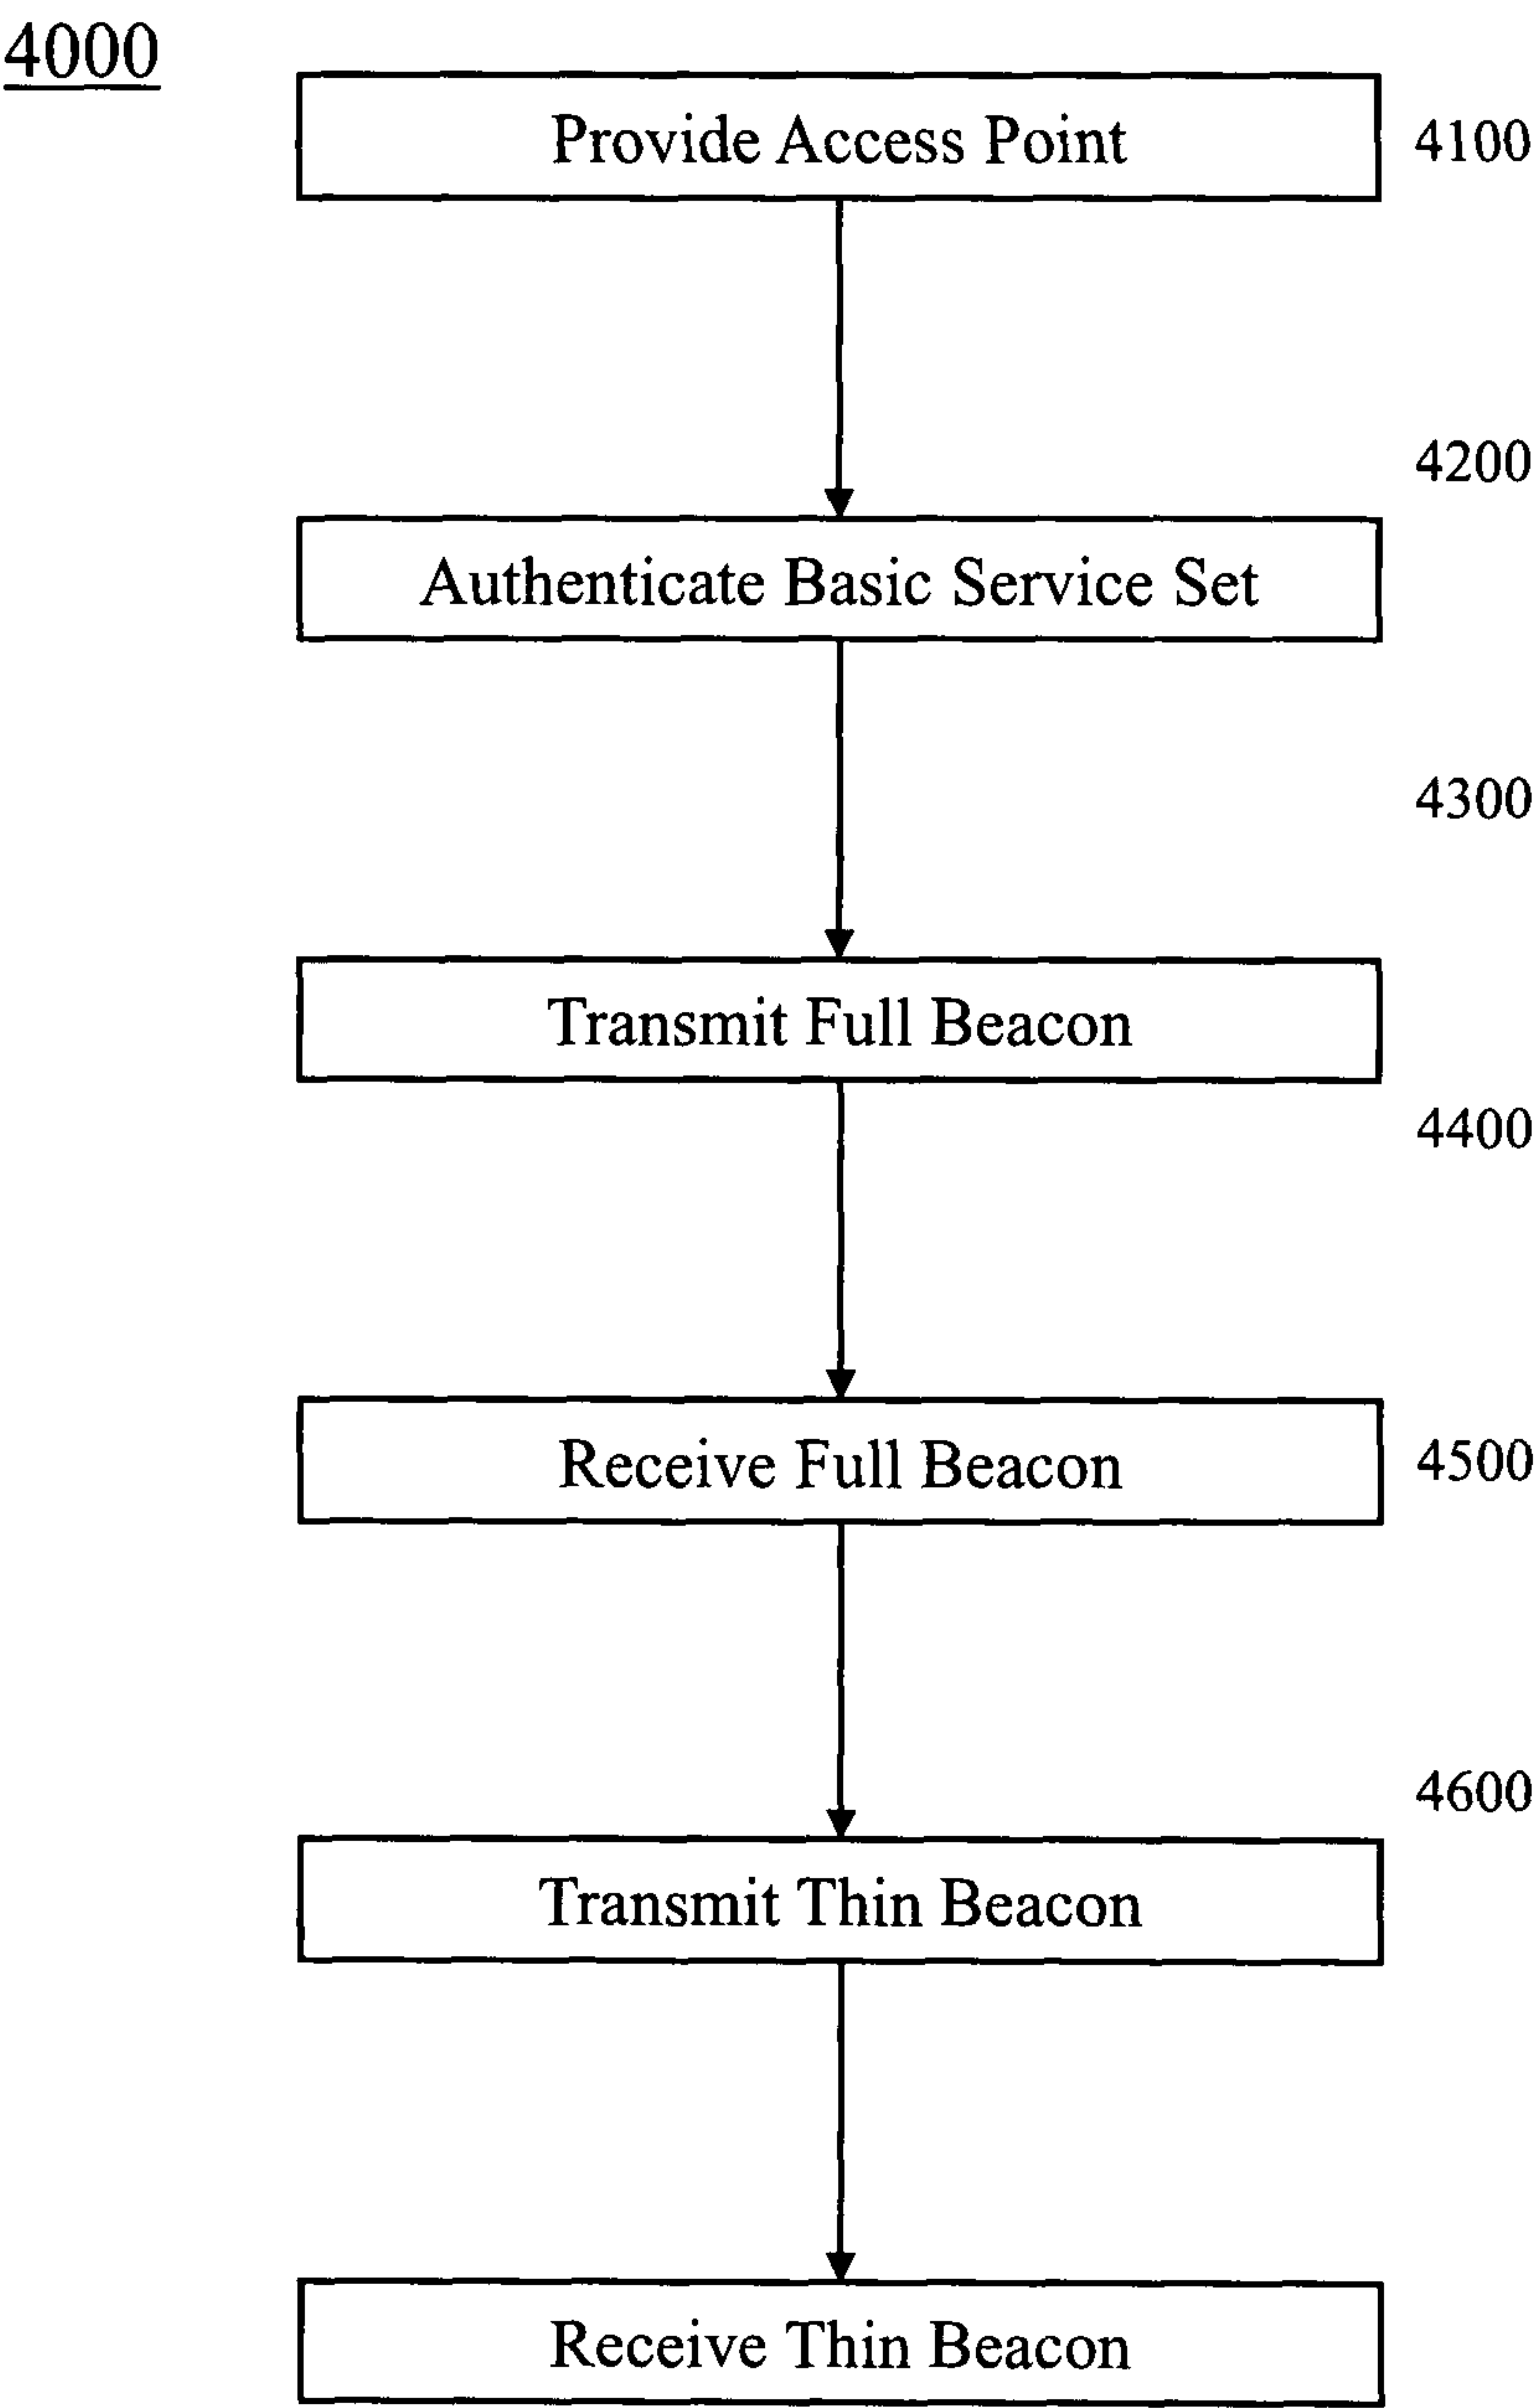 4000
Provide Access Point
4100
4200
Authenticate Basic Service Set
4300
Transmit Full Beacon
4400
Receive Full Beacon
4500
4600
Transmit Thin Beacon
Receive Thin Beacon